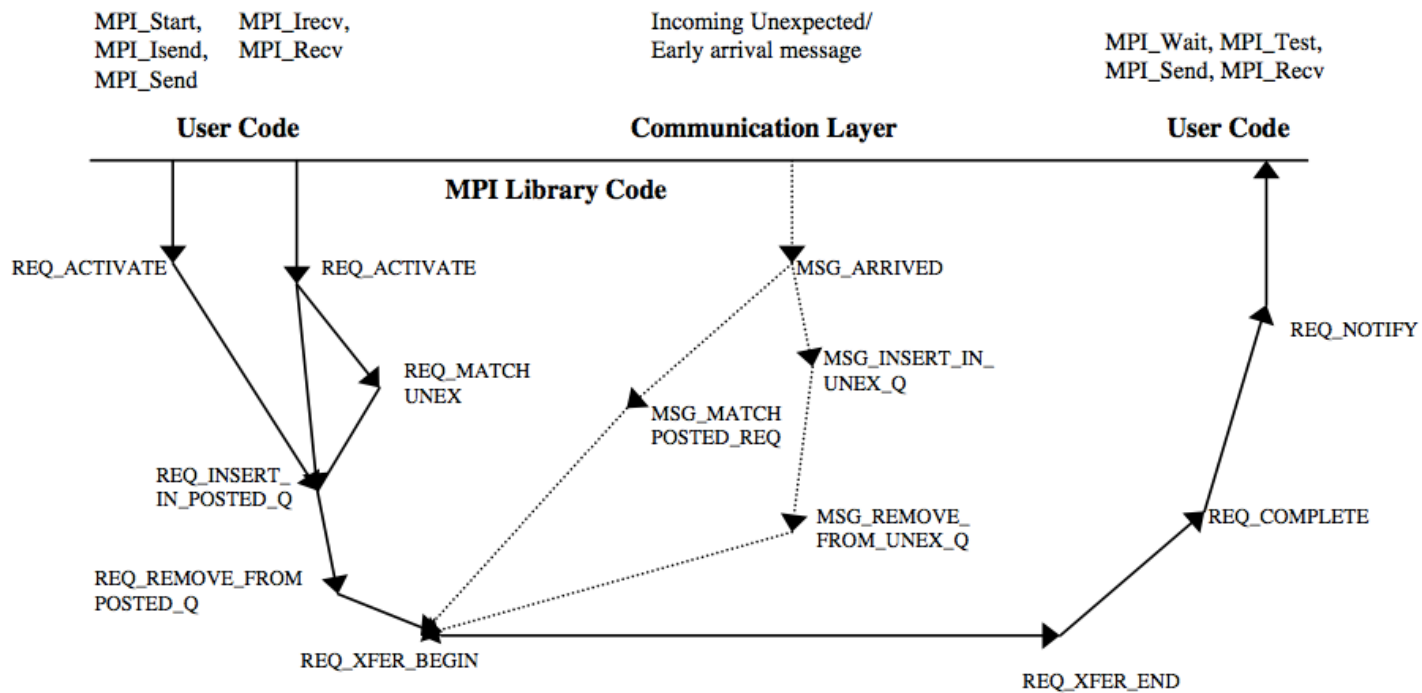 MPI_Start,
MPI_Isend,
MPI_Send
MPI_Irecv,
MPI_Recv
Incoming Unexpected/
Early arrival message
MPI_Wait, MPI_Test,
MPI_Send, MPI_Recv
User Code
Communication Layer
User Code
MPI Library Code
REQ_ACTIVATE
REQ_ACTIVATE
MSG_ARRIVED
REQ_NOTIFY
REQ_MATCH
UNEX
MSG_INSERT_IN_
UNEX_Q
MSG_MATCH
POSTED_REQ
REQ_INSERT_
IN_POSTED_Q
MSG_REMOVE_
FROM_UNEX_Q
REQ_COMPLETE
REQ_REMOVE_FROM
POSTED_Q
REQ_XFER_BEGIN
REQ_XFER_END